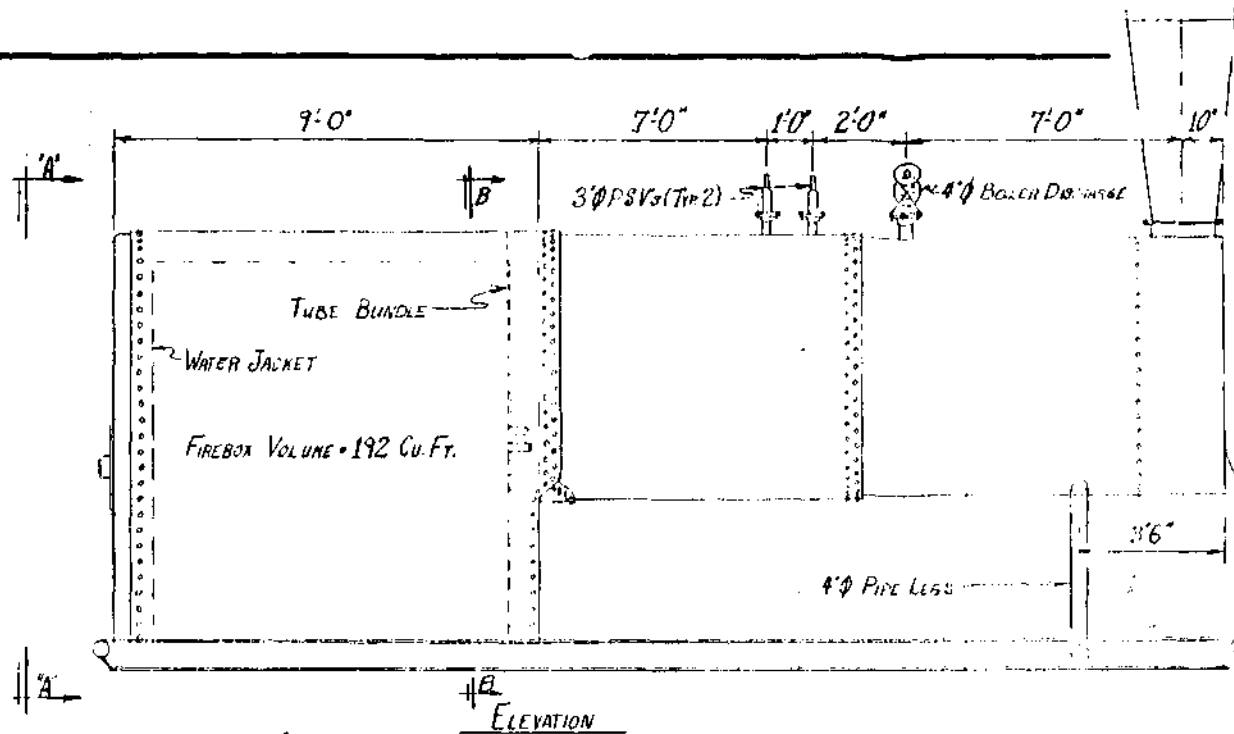 9'-0" 7'-0" 1'-0" 2'-0" 7'-0" 10"
"A" B 3"Ø PSVs (TYP. 2) 4"Ø BOILER DISCHARGE
TUBE BUNDLE
WATER JACKET
FIREBOX VOLUME = 192 CU. FT.
3'6"
4"Ø PIPE LEGS
"A" B
ELEVATION